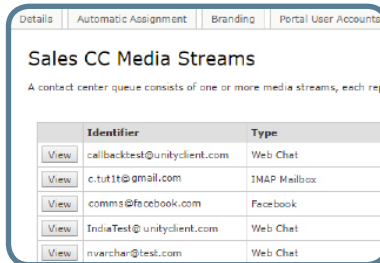 Details Automatic Assignment Branding Portal User Accounts
Sales CC Media Streams
A contact center queue consists of one or more media streams, each rep
Identifier Type
View callbacktest@unityclient.com Web Chat
View c.tut1t@gmail.com IMAP Mailbox
View comms@facebook.com Facebook
View IndiaTest@unityclient.com Web Chat
View nvarchar@test.com Web Chat